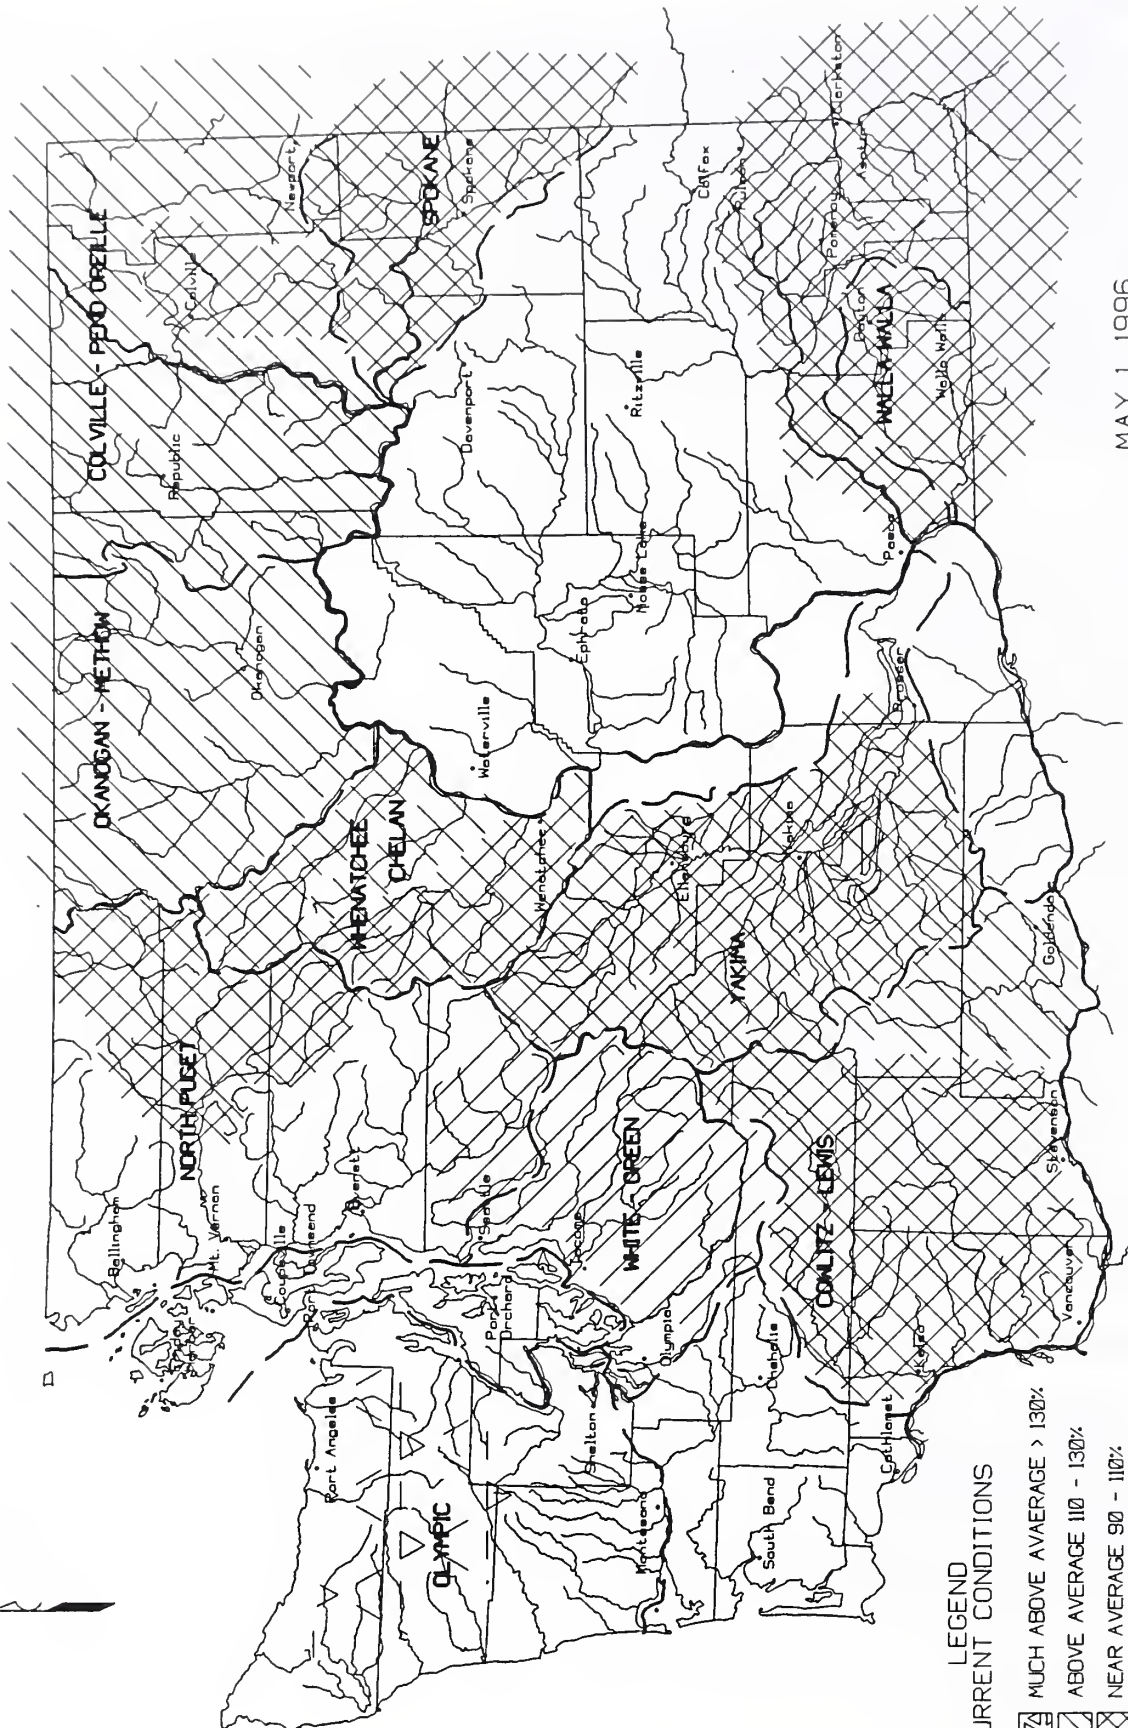 COLVILLE - PEND OREILLE
OKANOGAN - METHOW
NORTH PUGET
SPOKANE
WHENATCHEE
CHELAN
OLYMPIC
WHITE - GREEN
YAKIMA
COWLITZ - LEWIS
WALLA WALLA
Newport
Colville
Republic
Okanogan
Bellingham
Mt. Vernon
Coupeville
Port Townsend
Everett
Port Angeles
Spokane
Davenport
Waterville
Wenatchee
Seattle
Port
Orchard
Tacoma
Shelton
Olympia
Montesano
South Bend
Chehalis
Cathlamet
Kelso
Vancouver
Stevenson
Goldendale
Ellensburg
Yakima
Prosser
Ephrata
Moses Lake
Ritzville
Colfax
Pullman
Pomeroy
Clarkston
Asotin
Dayton
Walla Walla
Pasco
LEGEND
URRENT CONDITIONS
MUCH ABOVE AVAERAGE > 130%
ABOVE AVERAGE 110 - 130%
NEAR AVERAGE 90 - 110%
MAY 1 1996